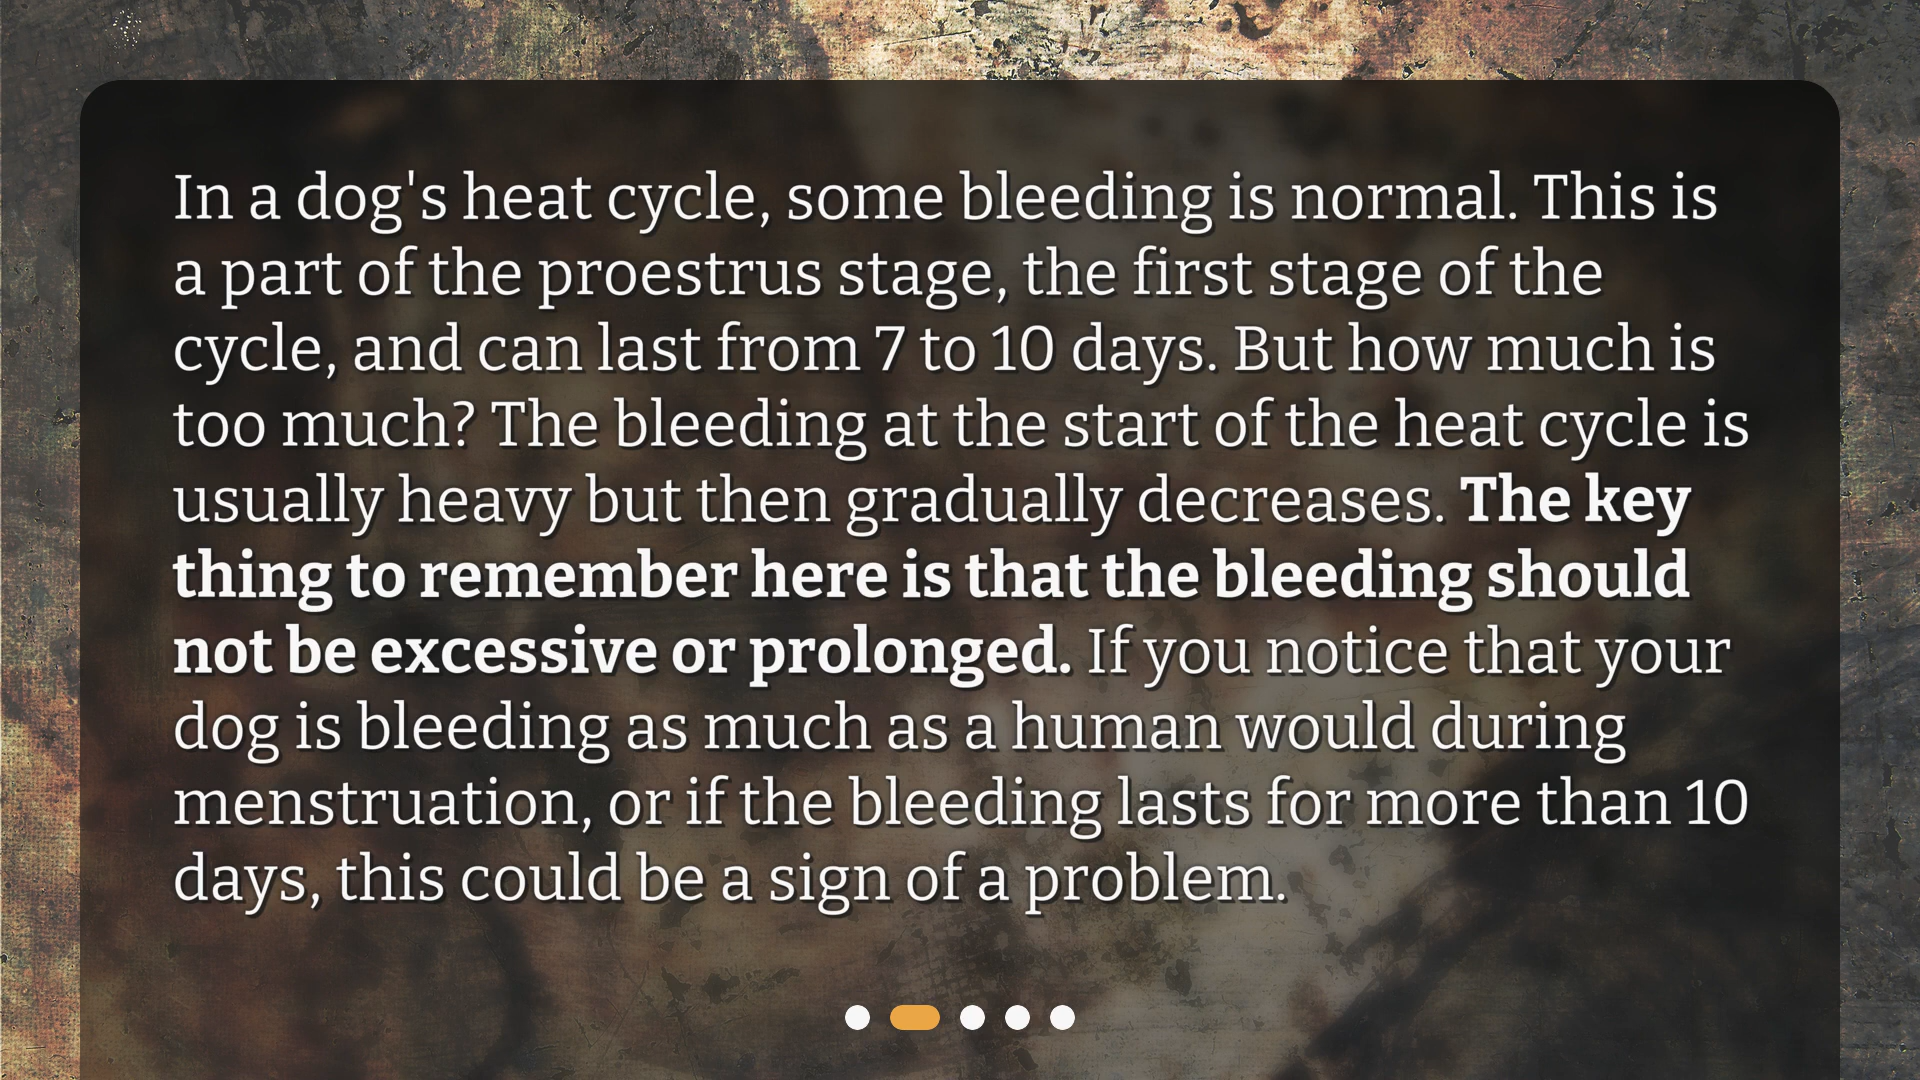 In a dog's heat cycle, some bleeding is normal. This is
a part of the proestrus stage, the first stage of the
cycle, and can last from 7 to 10 days. But how much is
too much? The bleeding at the start of the heat cycle is
usually heavy but then gradually decreases. The key
thing to remember here is that the bleeding should
not be excessive or prolonged. If you notice that your
dog is bleeding as much as a human would during
menstruation, or if the bleeding lasts for more than 10
days, this could be a sign of a problem.